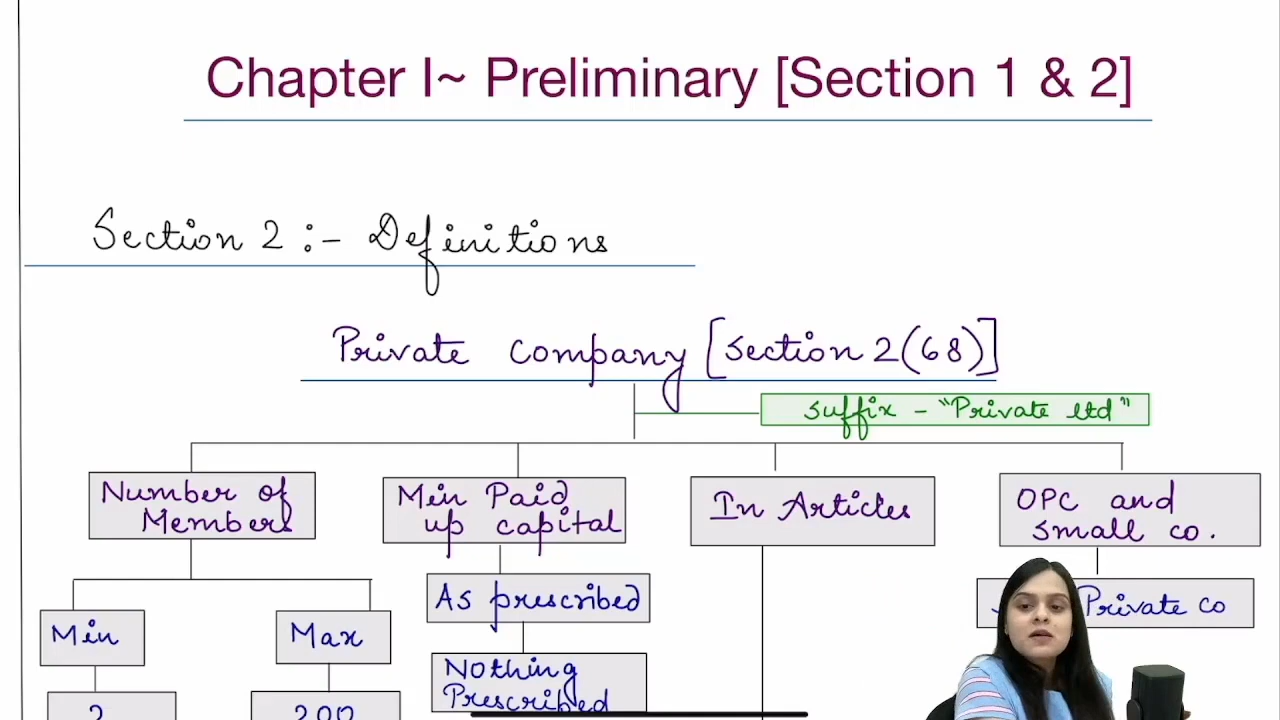 Chapter I~ Preliminary [Section 1 & 2]
Section 2 :- Definitions
Private company [Section 2(68)]
suffix - "Private ltd"
Number of
Members
Min Paid
up capital
In Articles
OPC and
small co.
As prescribed
Private co
Min
Max
Nothing
Prescribed
2
200